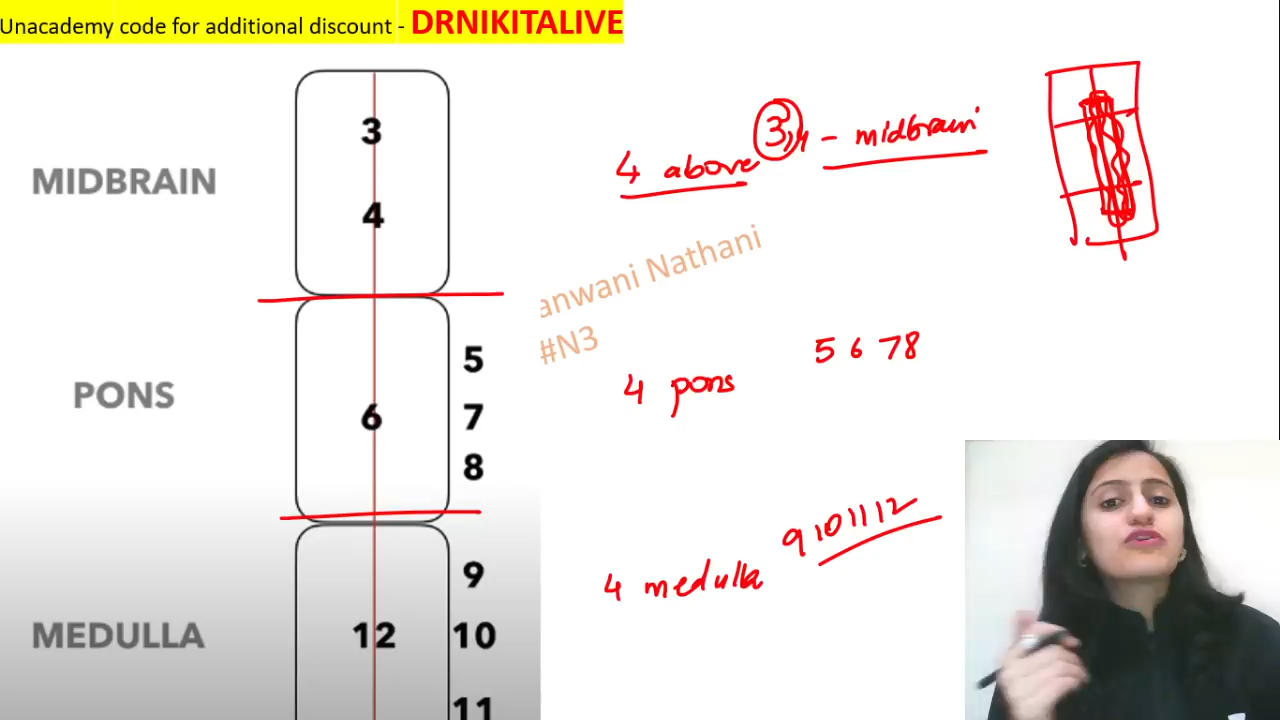 Unacademy code for additional discount - DRNIKITALIVE
MIDBRAIN
3
4
4 above 3,4 - midbrain
anwani Nathani
#N3
PONS
5
6
7
8
4 pons 5 6 7 8
MEDULLA
9
12
10
11
4 medulla 9 10 11 12